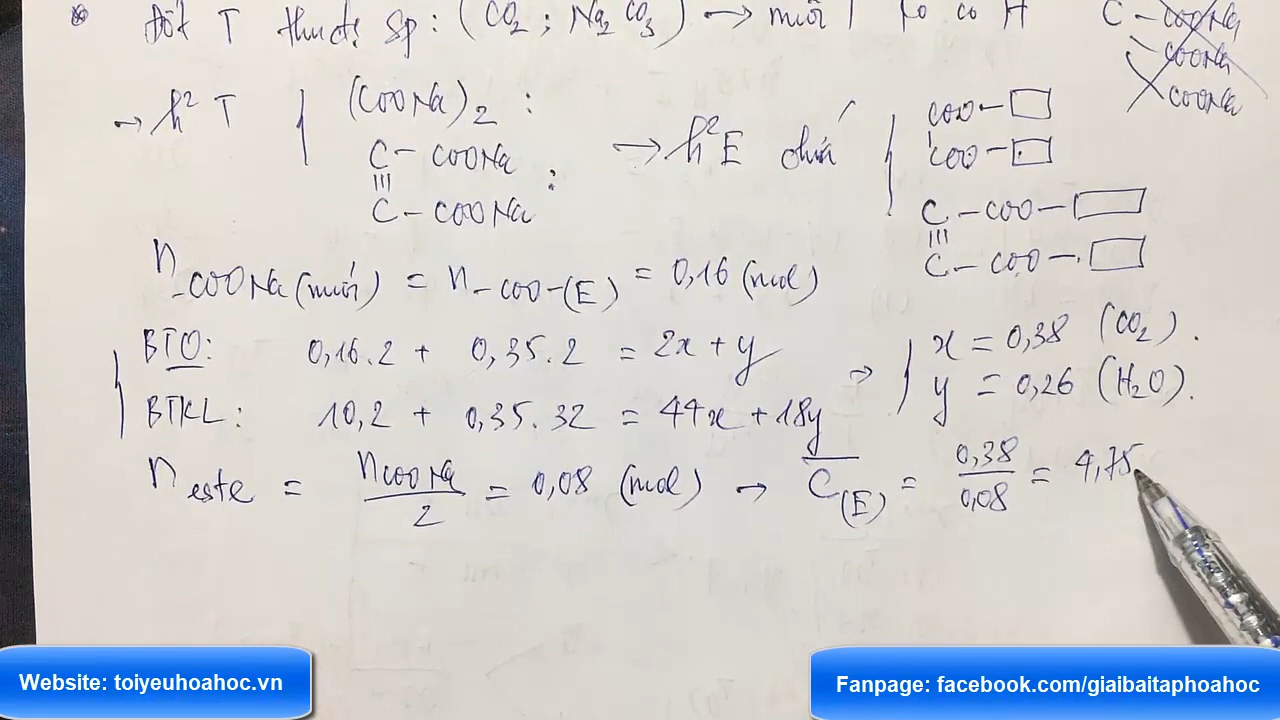 * Đốt T thu đc SP: (CO2; Na2CO3) → muối T ko có H
C - COONa
COONa
COONa
→ h² T (COONa)2 :
C - COONa
≡
C - COONa :
→ h²E chứa
COO -
COO -
C - COO -
≡
C - COO -
n-COONa(muối) = n-COO-(E) = 0,16 (mol)
BTO: 0,16.2 + 0,35.2 = 2x + y
BTKL: 10,2 + 0,35.32 = 44x + 18y
→ x = 0,38 (CO2).
y = 0,26 (H2O).
n este = nCOONa/2 = 0,08 (mol) → C(E) = 0,38/0,08 = 4,75
Website: toiyeuhoahoc.vn
Fanpage: facebook.com/giaibaitaphoahoc